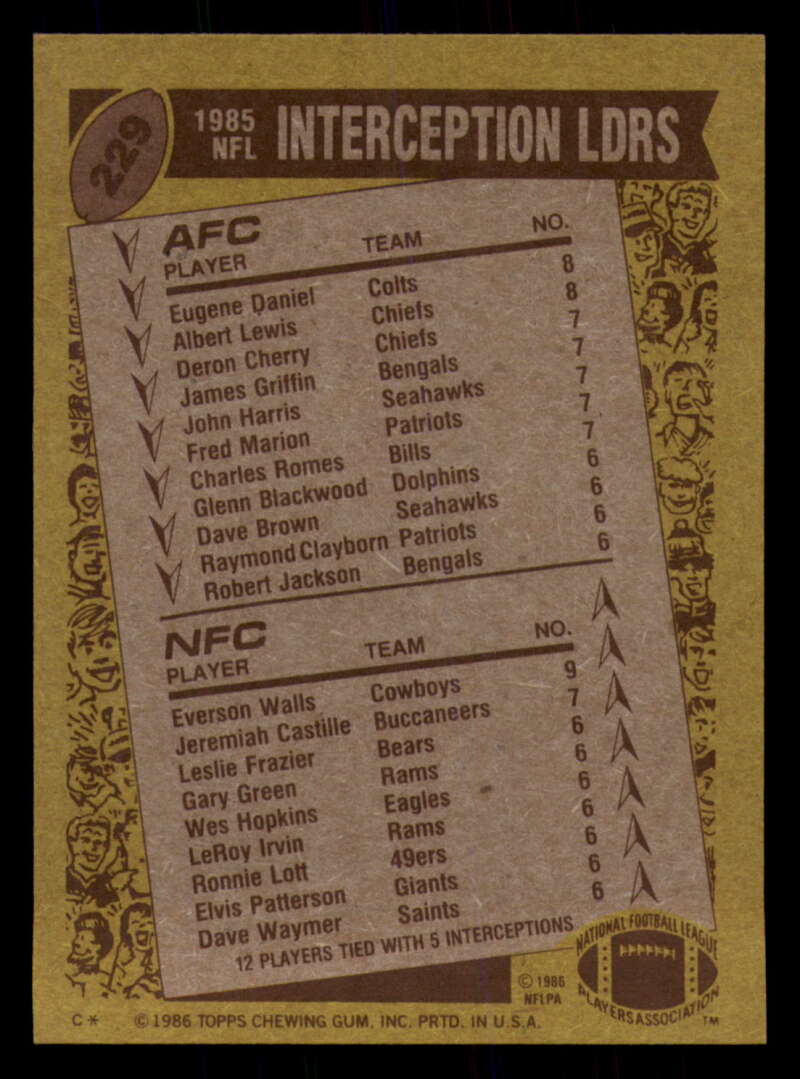 229
1985 NFL INTERCEPTION LDRS
AFC
PLAYER TEAM NO.
Eugene Daniel Colts 8
Albert Lewis Chiefs 8
Deron Cherry Chiefs 7
James Griffin Bengals 7
John Harris Seahawks 7
Fred Marion Patriots 7
Charles Romes Bills 7
Glenn Blackwood Dolphins 6
Dave Brown Seahawks 6
Raymond Clayborn Patriots 6
Robert Jackson Bengals 6
NFC
PLAYER TEAM NO.
Everson Walls Cowboys 9
Jeremiah Castille Buccaneers 7
Leslie Frazier Bears 6
Gary Green Rams 6
Wes Hopkins Eagles 6
LeRoy Irvin Rams 6
Ronnie Lott 49ers 6
Elvis Patterson Giants 6
Dave Waymer Saints 6
12 PLAYERS TIED WITH 5 INTERCEPTIONS
© 1986
NFLPA
NATIONAL FOOTBALL LEAGUE
PLAYERS ASSOCIATION
TM
C* © 1986 TOPPS CHEWING GUM, INC. PRTD. IN U.S.A.